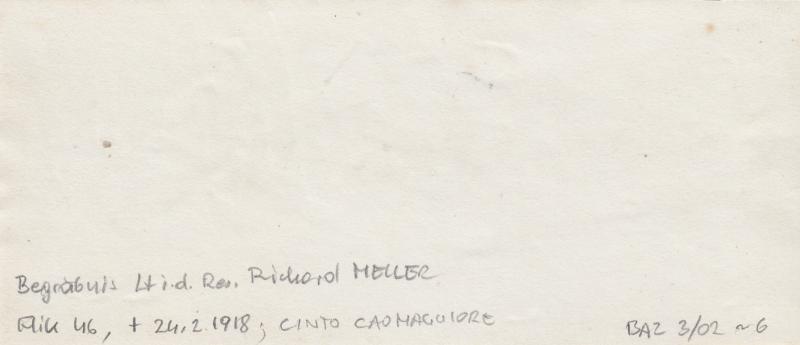 Begräbnis Lt i.d. Res. Richard MELLER
Flik 46, + 24.2.1918; CINTO CAOMAGGIORE
BAZ 3/02 ~6